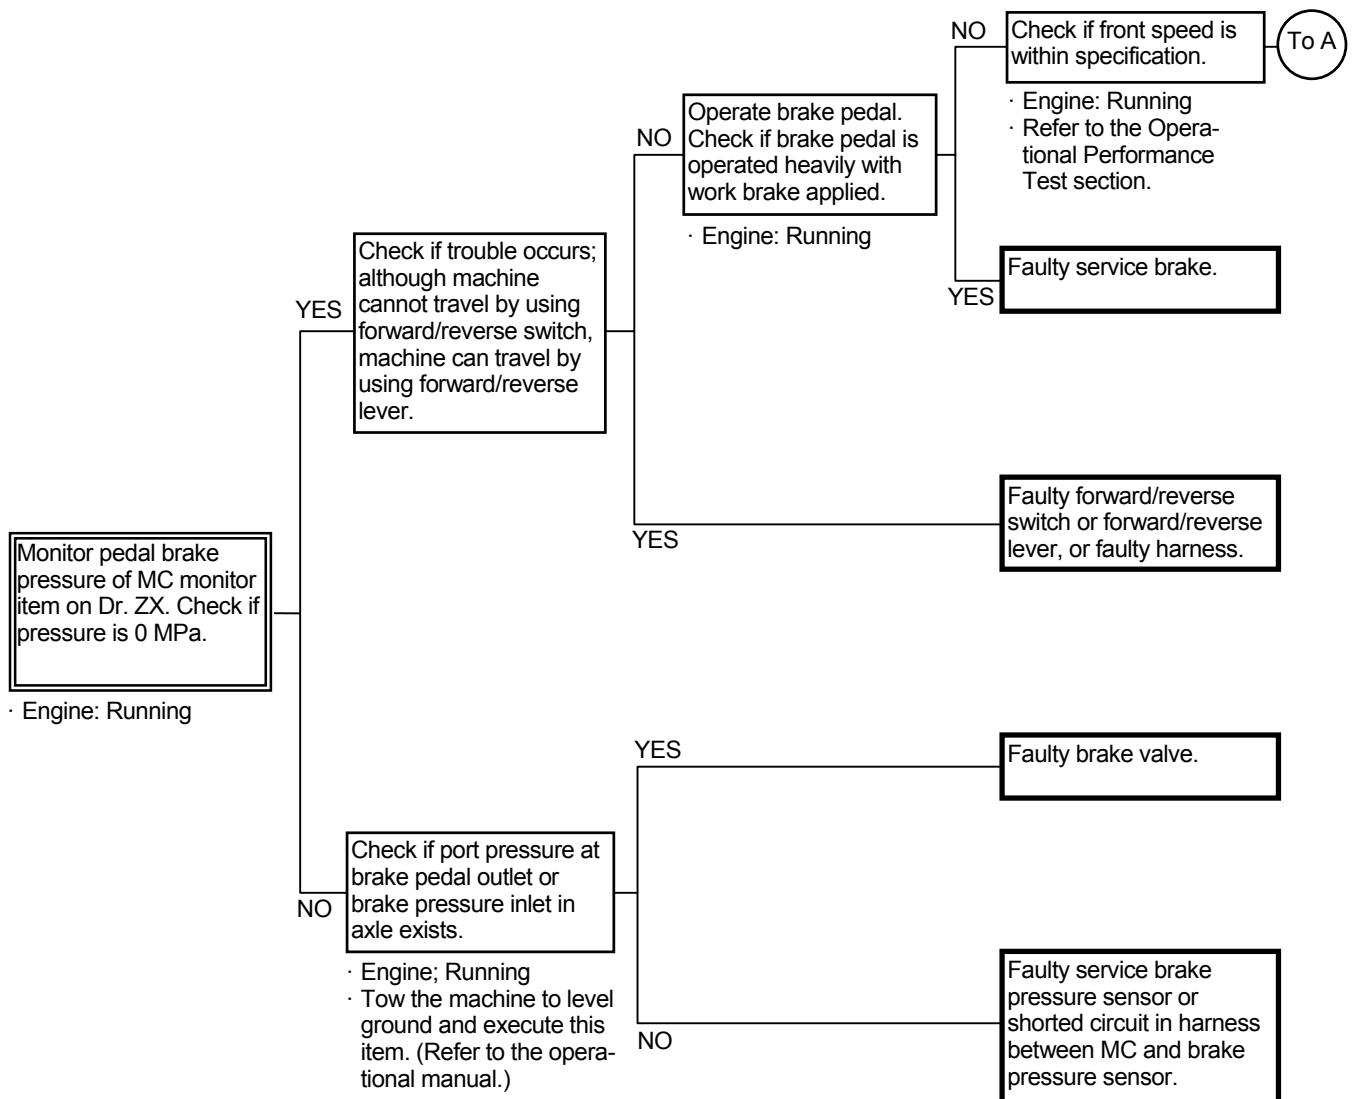 Monitor pedal brake
pressure of MC monitor
item on Dr. ZX. Check if
pressure is 0 MPa.
· Engine: Running
YES
Check if trouble occurs;
although machine
cannot travel by using
forward/reverse switch,
machine can travel by
using forward/reverse
lever.
NO
Operate brake pedal.
Check if brake pedal is
operated heavily with
work brake applied.
· Engine: Running
NO
Check if front speed is
within specification.
To A
· Engine: Running
· Refer to the Opera-
tional Performance
Test section.
YES
Faulty service brake.
YES
Faulty forward/reverse
switch or forward/reverse
lever, or faulty harness.
NO
Check if port pressure at
brake pedal outlet or
brake pressure inlet in
axle exists.
· Engine; Running
· Tow the machine to level
ground and execute this
item. (Refer to the opera-
tional manual.)
YES
Faulty brake valve.
NO
Faulty service brake
pressure sensor or
shorted circuit in harness
between MC and brake
pressure sensor.